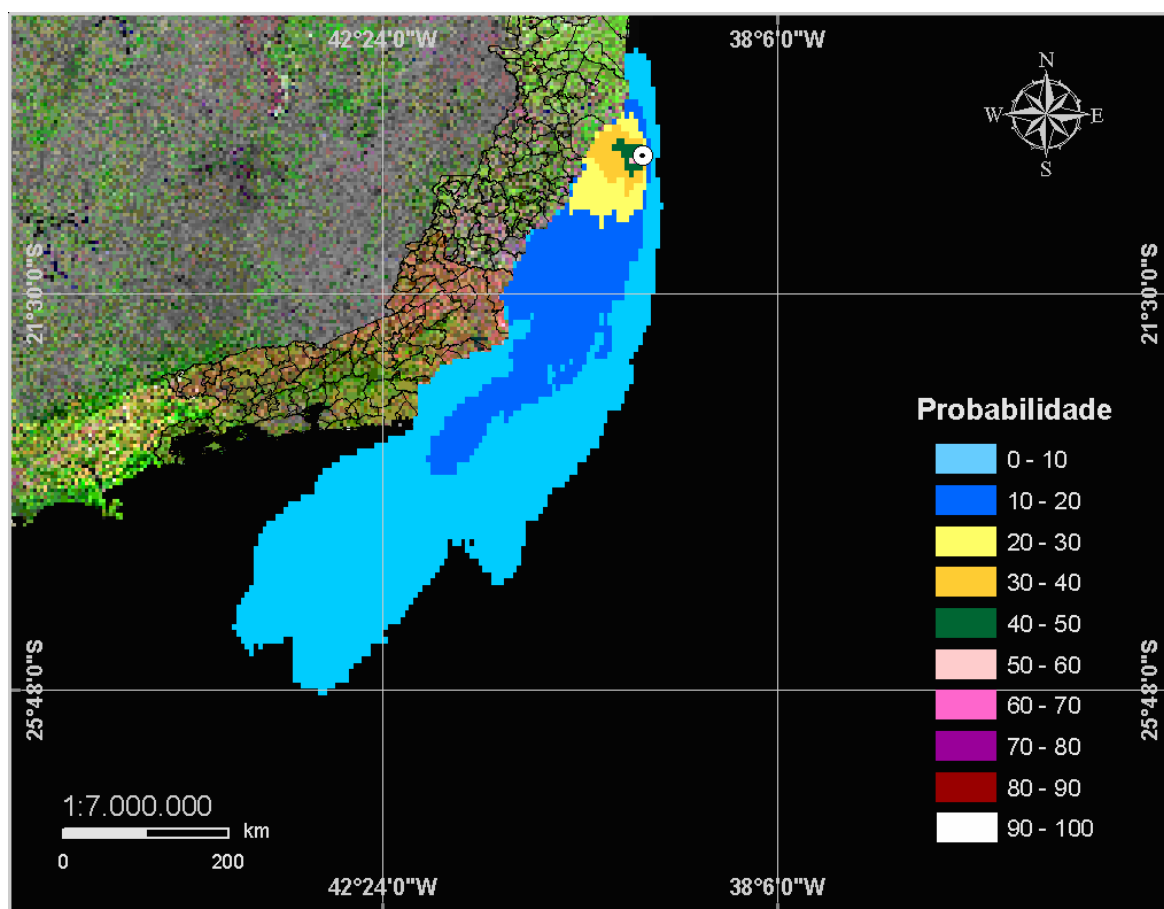 42°24'0"W
38°6'0"W
N
W
E
S
21°30'0"S
21°30'0"S
Probabilidade
0 - 10
10 - 20
20 - 30
30 - 40
40 - 50
50 - 60
60 - 70
70 - 80
80 - 90
90 - 100
25°48'0"S
25°48'0"S
1:7.000.000
km
0
200
42°24'0"W
38°6'0"W